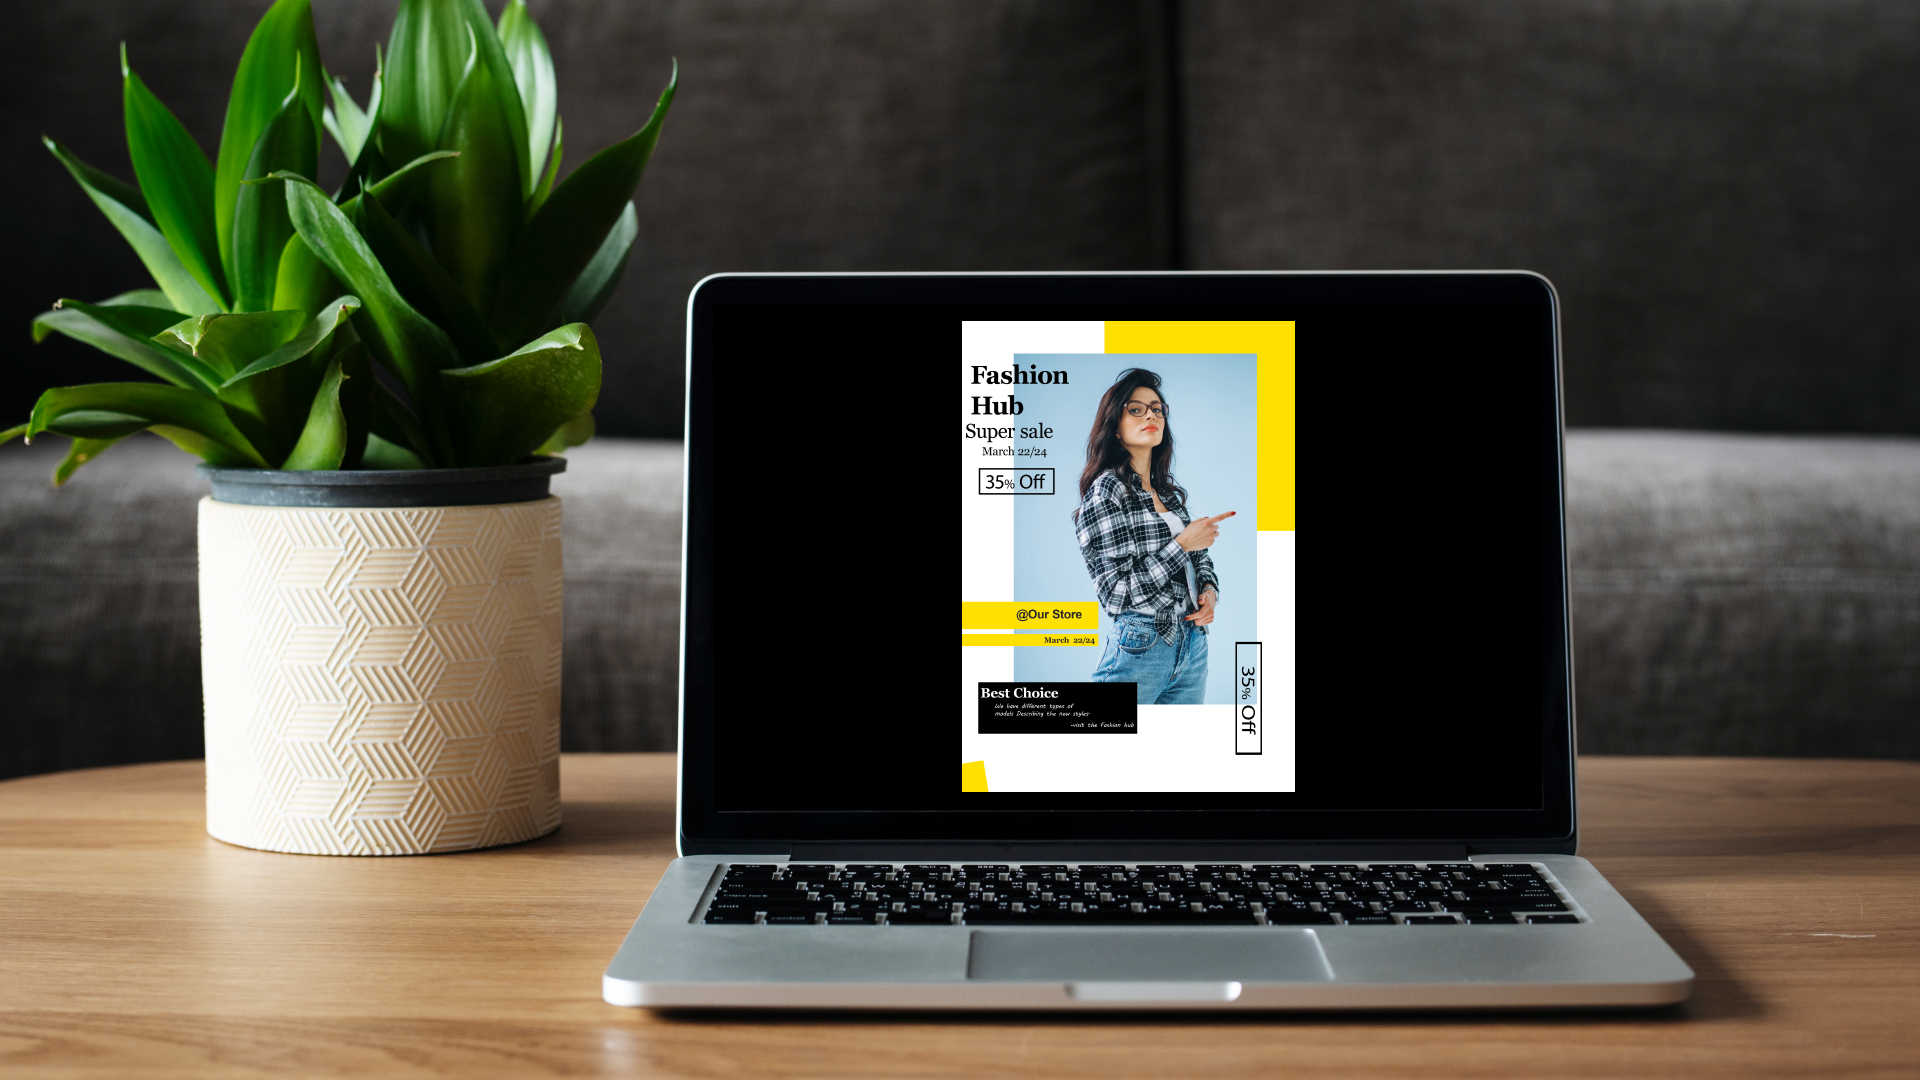 Fashion
Hub
Super sale
March 22/24
35% Off
@Our Store
March 22/24
Best Choice
We have different types of
models Describing the new styles-
-visit the Fashion hub
35% Off